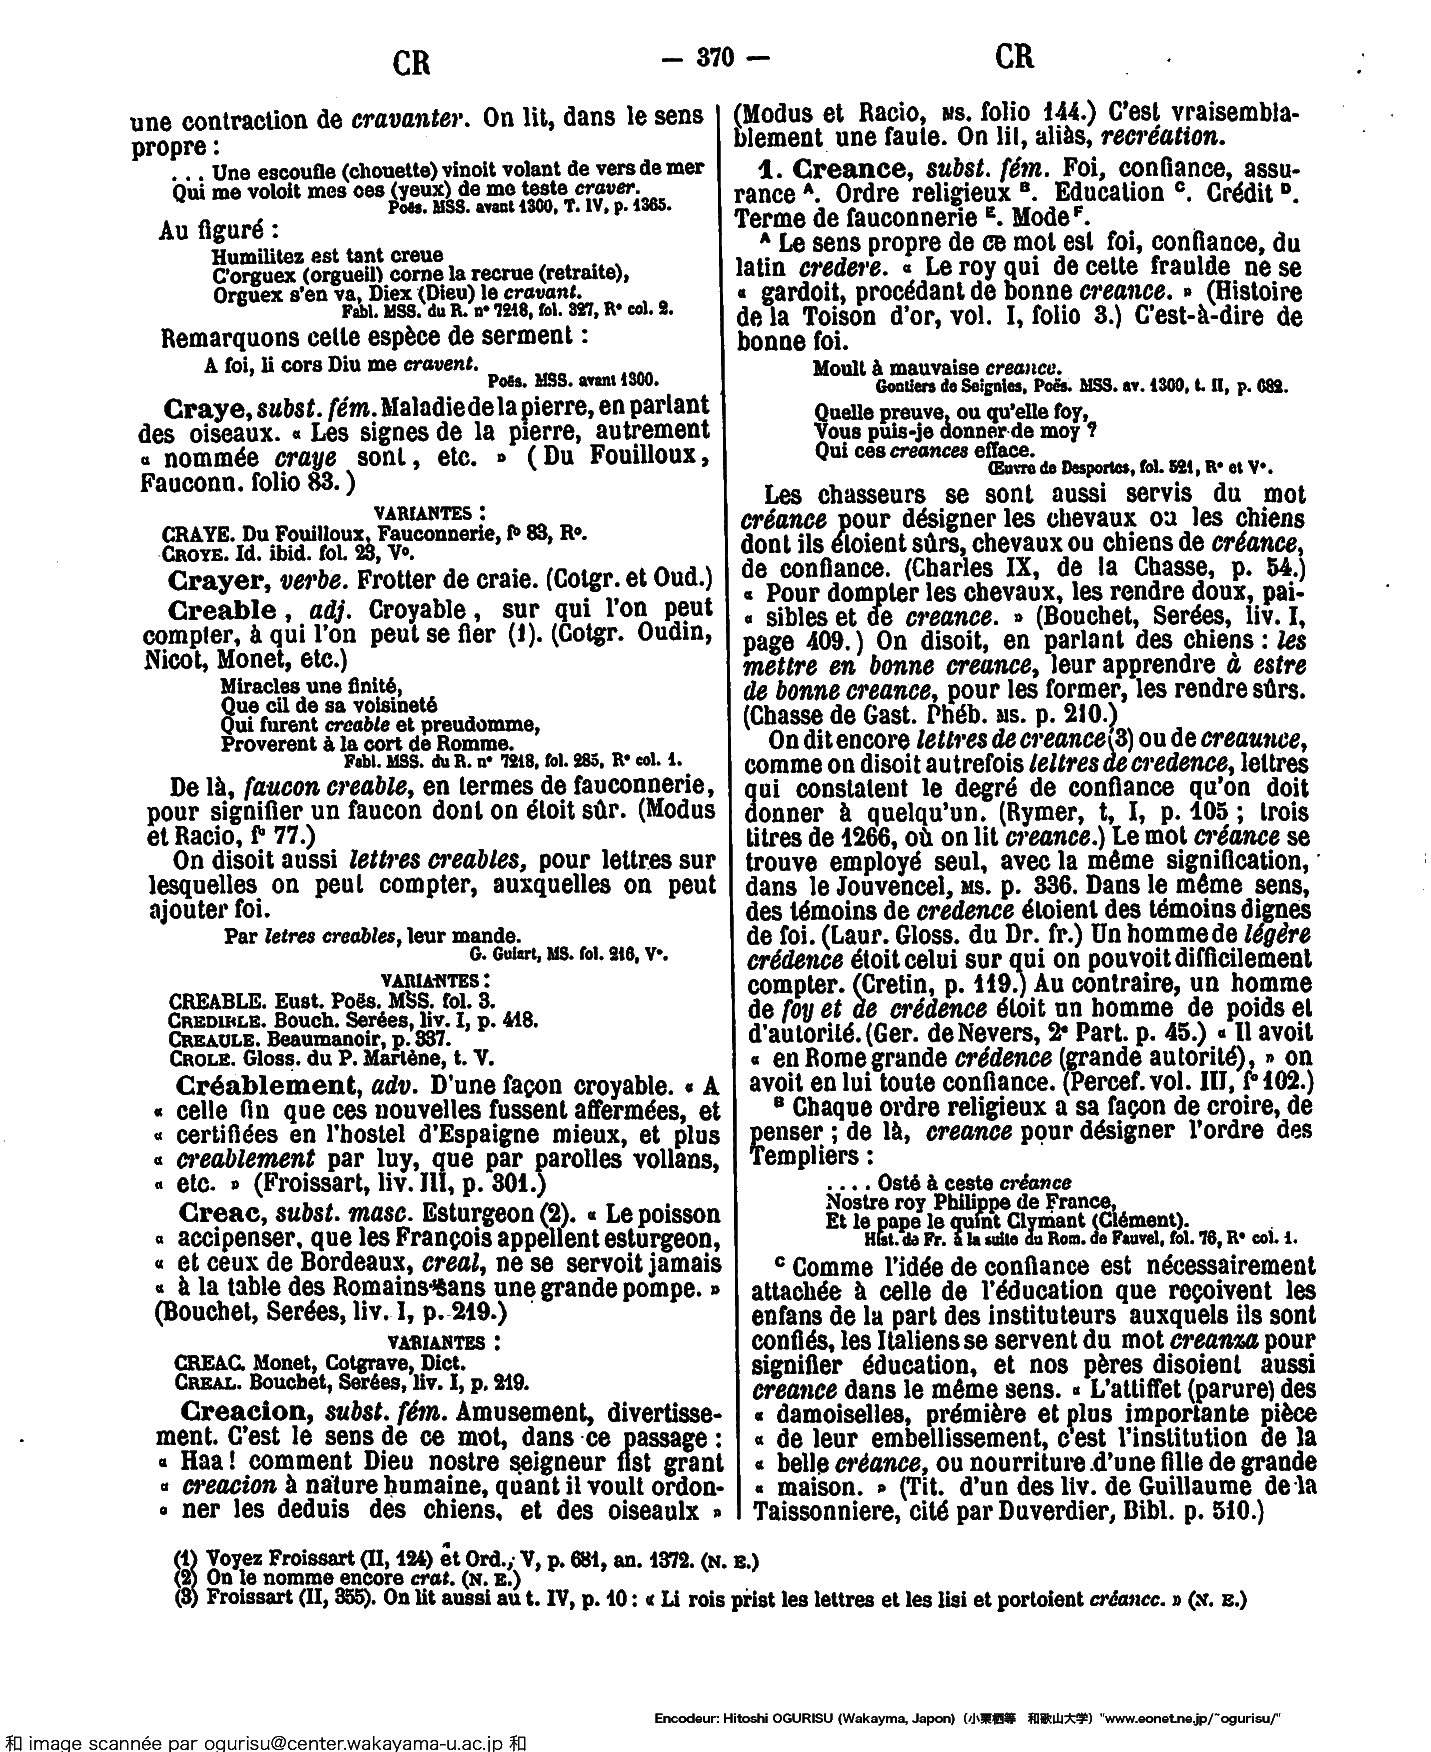 CR
— 370 —
CR
une contraction de cravanter. On lit, dans le sens
propre :
. . . Une escoufle (chouette) vinoit volant de vers de mer
Qui me voloit mes oes (yeux) de me teste craver.
Poës. MSS. avant 1300, T. IV, p. 1365.
Au figuré :
Humilitez est tant creue
C'orguex (orgueil) corne la recrue (retraite),
Orguex s'en va, Diex (Dieu) le cravant.
Fabl. MSS. du R. n° 7218, fol. 327, R° col. 2.
Remarquons cette espèce de serment :
A foi, li cors Diu me cravent.
Poës. MSS. avant 1300.
Craye, subst. fém. Maladie de la pierre, en parlant
des oiseaux. « Les signes de la pierre, autrement
« nommée craye sont, etc. » (Du Fouilloux,
Fauconn. folio 83.)
VARIANTES :
CRAYE. Du Fouilloux, Fauconnerie, f° 83, R°.
CROYE. Id. ibid. fol. 23, V°.
Crayer, verbe. Frotter de craie. (Cotgr. et Oud.)
Creable, adj. Croyable, sur qui l'on peut
compter, à qui l'on peut se fier (1). (Cotgr. Oudin,
Nicot, Monet, etc.)
Miracles une finité,
Que cil de sa voisineté
Qui furent creable et preudomme,
Proverent à la cort de Romme.
Fabl. MSS. du R. n° 7218, fol. 285, R° col. 1.
De là, faucon creable, en termes de fauconnerie,
pour signifier un faucon dont on étoit sûr. (Modus
et Racio, f° 77.)
On disoit aussi lettres creables, pour lettres sur
lesquelles on peut compter, auxquelles on peut
ajouter foi.
Par letres creables, leur mande.
G. Guiart, MS. fol. 216, V°.
VARIANTES :
CREABLE. Eust. Poës. MSS. fol. 3.
CREDIBLE. Bouch. Serées, liv. I, p. 418.
CREAULE. Beaumanoir, p. 337.
CROLE. Gloss. du P. Martène, t. V.
Créablement, adv. D'une façon croyable. « A
« celle fin que ces nouvelles fussent affermées, et
« certifiées en l'hostel d'Espaigne mieux, et plus
« creablement par luy, que par parolles vollans,
« etc. » (Froissart, liv. III, p. 301.)
Creac, subst. masc. Esturgeon (2). « Le poisson
« accipenser, que les François appellent esturgeon,
« et ceux de Bordeaux, creal, ne se servoit jamais
« à la table des Romains sans une grande pompe. »
(Bouchet, Serées, liv. I, p. 219.)
VARIANTES :
CREAC. Monet, Cotgrave, Dict.
CREAL. Bouchet, Serées, liv. I, p. 219.
Creacion, subst. fém. Amusement, divertisse-
ment. C'est le sens de ce mot, dans ce passage :
« Haa ! comment Dieu nostre seigneur fist grant
« creacion à nature humaine, quant il voult ordon-
« ner les deduis des chiens, et des oiseaulx »
(Modus et Racio, MS. folio 144.) C'est vraisembla-
blement une faute. On lit, aliàs, recréation.
1. Creance, subst. fém. Foi, confiance, assu-
rance A. Ordre religieux B. Education C. Crédit D.
Terme de fauconnerie E. Mode F.
A Le sens propre de ce mot est foi, confiance, du
latin credere. « Le roy qui de cette fraulde ne se
« gardoit, procédant de bonne creance. » (Histoire
de la Toison d'or, vol. I, folio 3.) C'est-à-dire de
bonne foi.
Moult à mauvaise creance.
Gontiers de Soignies, Poës. MSS. av. 1300, t. II, p. 682.
Quelle preuve, ou qu'elle foy,
Vous puis-je donner de moy ?
Qui ces creances efface.
Œuvre de Desportes, fol. 521, R° et V°.
Les chasseurs se sont aussi servis du mot
créance pour désigner les chevaux ou les chiens
dont ils étoient sûrs, chevaux ou chiens de créance,
de confiance. (Charles IX, de la Chasse, p. 54.)
« Pour dompter les chevaux, les rendre doux, pai-
« sibles et de creance. » (Bouchet, Serées, liv. I,
page 409.) On disoit, en parlant des chiens : les
mettre en bonne creance, leur apprendre à estre
de bonne creance, pour les former, les rendre sûrs.
(Chasse de Gast. Phéb. MS. p. 210.)
On dit encore lettres de creance (3) ou de creaunce,
comme on disoit autrefois lettres de credence, lettres
qui constatent le degré de confiance qu'on doit
donner à quelqu'un. (Rymer, t, I, p. 105 ; trois
titres de 1266, où on lit creance.) Le mot créance se
trouve employé seul, avec la même signification,
dans le Jouvencel, MS. p. 336. Dans le même sens,
des témoins de credence étoient des témoins dignes
de foi. (Laur. Gloss. du Dr. fr.) Un homme de légère
crédence étoit celui sur qui on pouvoit difficilement
compter. (Cretin, p. 119.) Au contraire, un homme
de foy et de crédence étoit un homme de poids et
d'autorité. (Ger. de Nevers, 2e Part. p. 45.) « Il avoit
« en Rome grande crédence (grande autorité), » on
avoit en lui toute confiance. (Percef. vol. III, f° 102.)
B Chaque ordre religieux a sa façon de croire, de
penser ; de là, creance pour désigner l'ordre des
Templiers :
. . . . Osté à ceste créance
Nostre roy Philippe de France,
Et le pape le quint Clymant (Clément).
Hist. de Fr. à la suite du Rom. de Fauvel, fol. 76, R° col. 1.
C Comme l'idée de confiance est nécessairement
attachée à celle de l'éducation que reçoivent les
enfans de la part des instituteurs auxquels ils sont
confiés, les Italiens se servent du mot creanza pour
signifier éducation, et nos pères disoient aussi
creance dans le même sens. « L'attiffet (parure) des
« damoiselles, prémière et plus importante pièce
« de leur embellissement, c'est l'institution de la
« belle créance, ou nourriture d'une fille de grande
« maison. » (Tit. d'un des liv. de Guillaume de la
Taissonniere, cité par Duverdier, Bibl. p. 510.)
(1) Voyez Froissart (II, 124) et Ord., V, p. 681, an. 1372. (N. E.)
(2) On le nomme encore crat. (N. E.)
(3) Froissart (II, 355). On lit aussi au t. IV, p. 10 : « Li rois prist les lettres et les lisi et portoient créance. » (N. E.)
Encodeur: Hitoshi OGURISU (Wakayma, Japon) (小栗栖等 和歌山大学) "www.eonet.ne.jp/~ogurisu/"
和 image scannée par ogurisu@center.wakayama-u.ac.jp 和